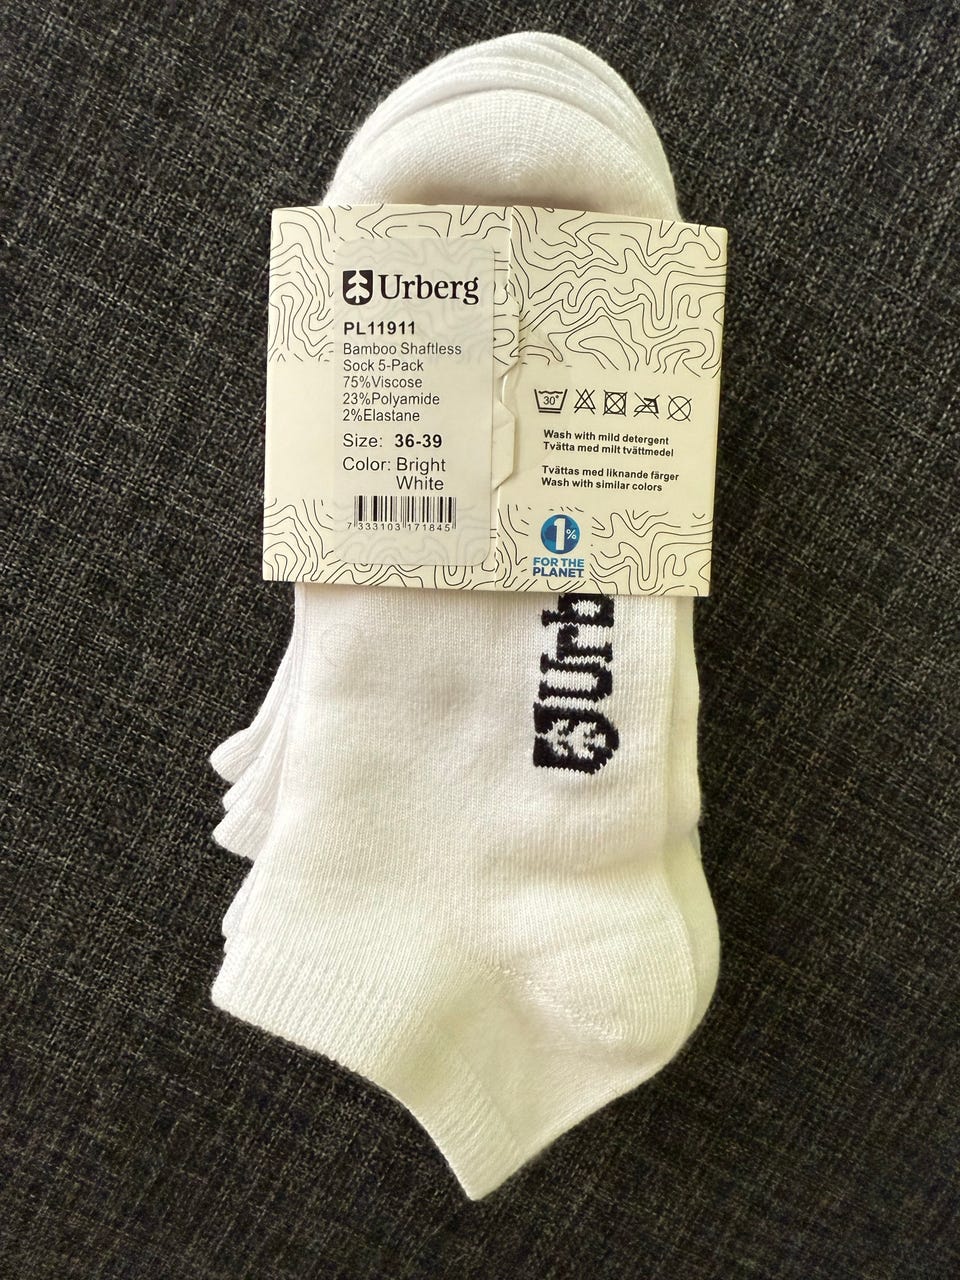 Urberg
PL11911
Bamboo Shaftless
Sock 5-Pack
75%Viscose
23%Polyamide
2%Elastane
Size: 36-39
Color: Bright
White
7 333103 171845
30°
Wash with mild detergent
Tvätta med milt tvättmedel
Tvättas med liknande färger
Wash with similar colors
1%
FOR THE
PLANET
Urb